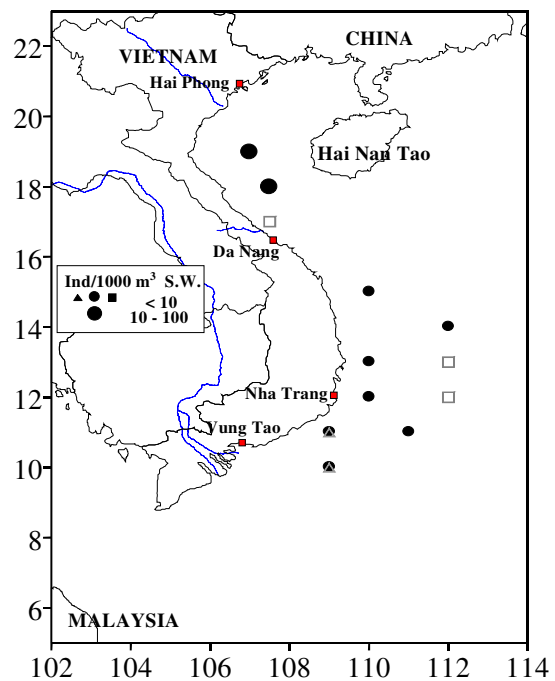 22
CHINA
VIETNAM
Hai Phong
20
Hai Nan Tao
18
16
Da Nang
Ind/1000 m³ S.W.
< 10
10 - 100
14
12
Nha Trang
Vung Tao
10
8
6
MALAYSIA
102 104 106 108 110 112 114